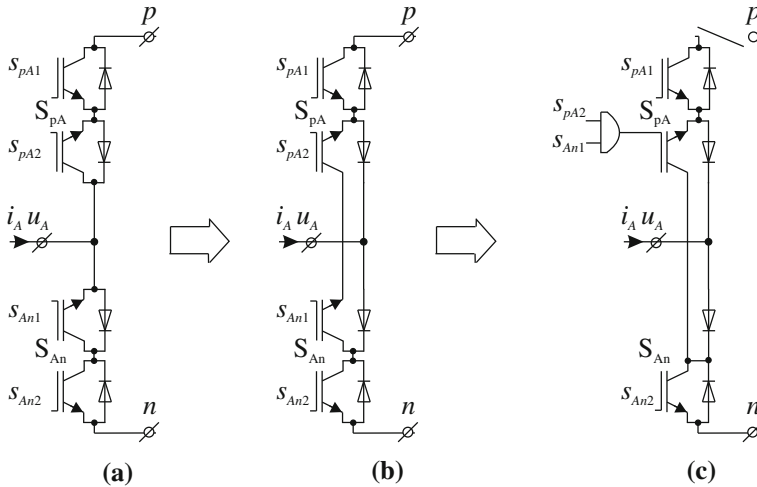 p
s_pA1
S_pA
s_pA2
i_A u_A
s_An1
S_An
s_An2
n
(a)
p
s_pA1
S_pA
s_pA2
i_A u_A
s_An1
S_An
s_An2
n
(b)
p
s_pA1
S_pA
s_pA2
s_An1
i_A u_A
S_An
s_An2
n
(c)